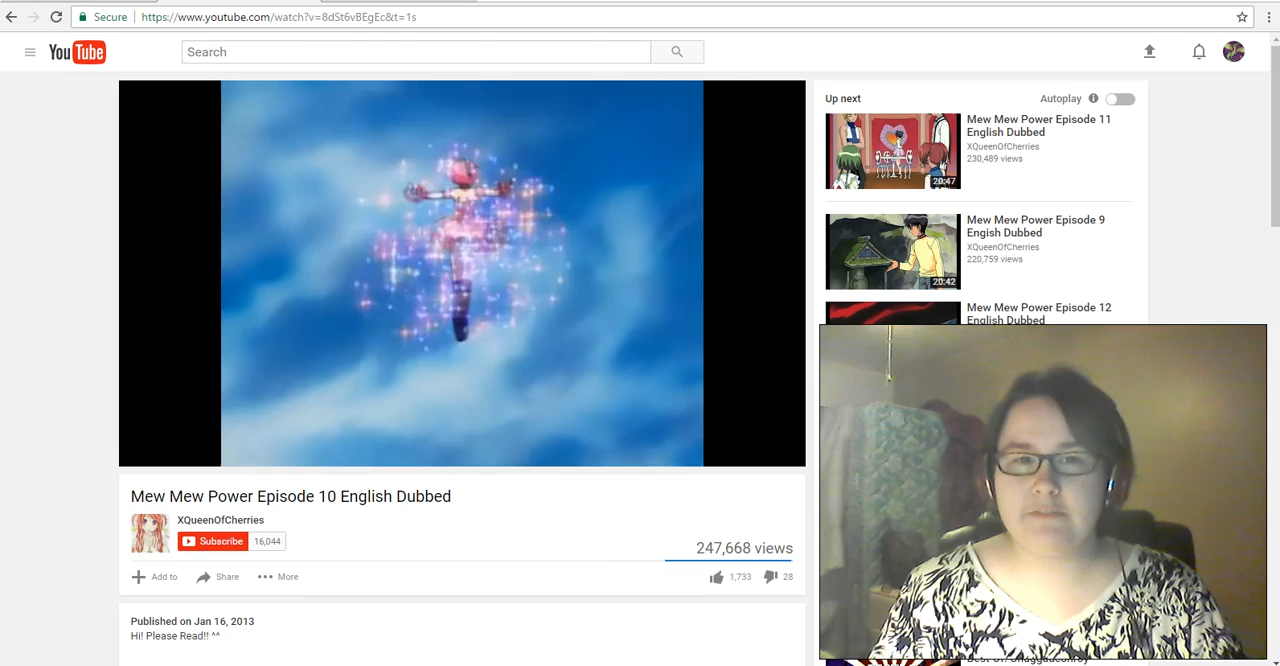 Secure
https://www.youtube.com/watch?v=8dSt6vBEgEc&t=1s
YouTube
Search
Up next
Autoplay
Mew Mew Power Episode 11
English Dubbed
XQueenOfCherries
230,489 views
20:47
Mew Mew Power Episode 9
Engish Dubbed
XQueenOfCherries
220,759 views
20:42
Mew Mew Power Episode 12
English Dubbed
Mew Mew Power Episode 10 English Dubbed
XQueenOfCherries
Subscribe 16,044
247,668 views
Add to Share More
1,733 28
Published on Jan 16, 2013
Hi! Please Read!! ^^